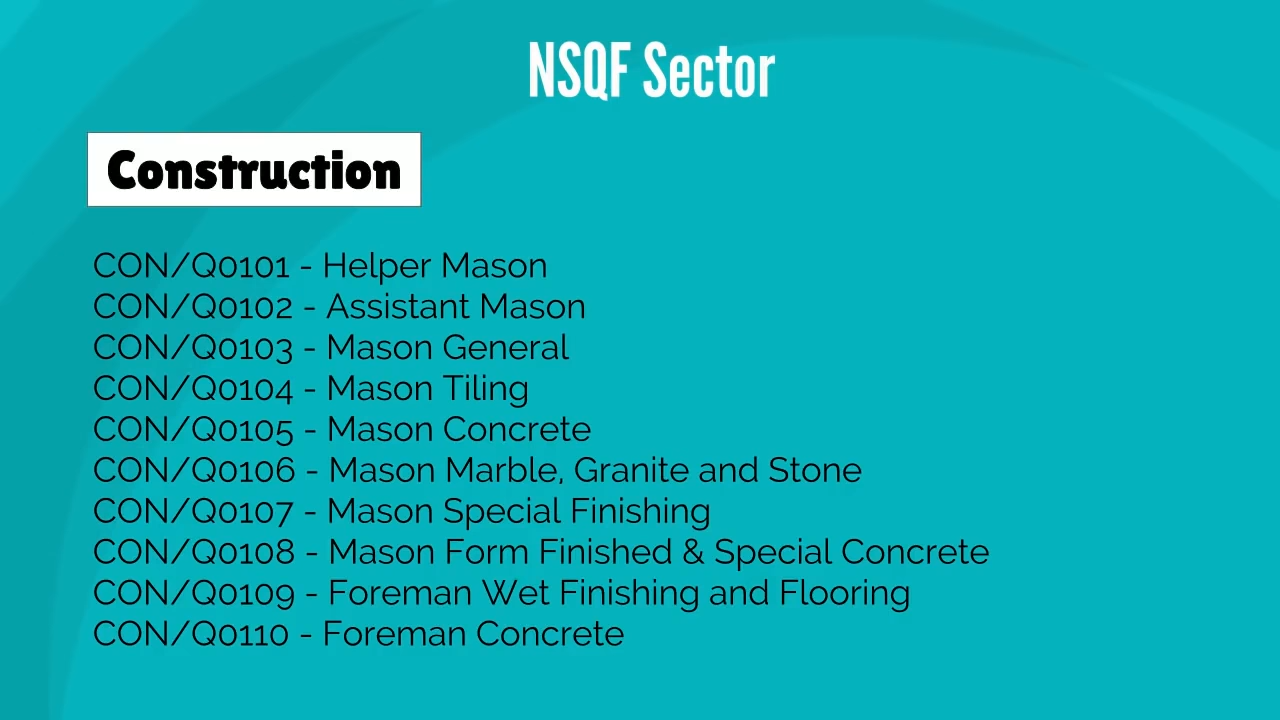 NSQF Sector
Construction
CON/Q0101 - Helper Mason
CON/Q0102 - Assistant Mason
CON/Q0103 - Mason General
CON/Q0104 - Mason Tiling
CON/Q0105 - Mason Concrete
CON/Q0106 - Mason Marble, Granite and Stone
CON/Q0107 - Mason Special Finishing
CON/Q0108 - Mason Form Finished & Special Concrete
CON/Q0109 - Foreman Wet Finishing and Flooring
CON/Q0110 - Foreman Concrete